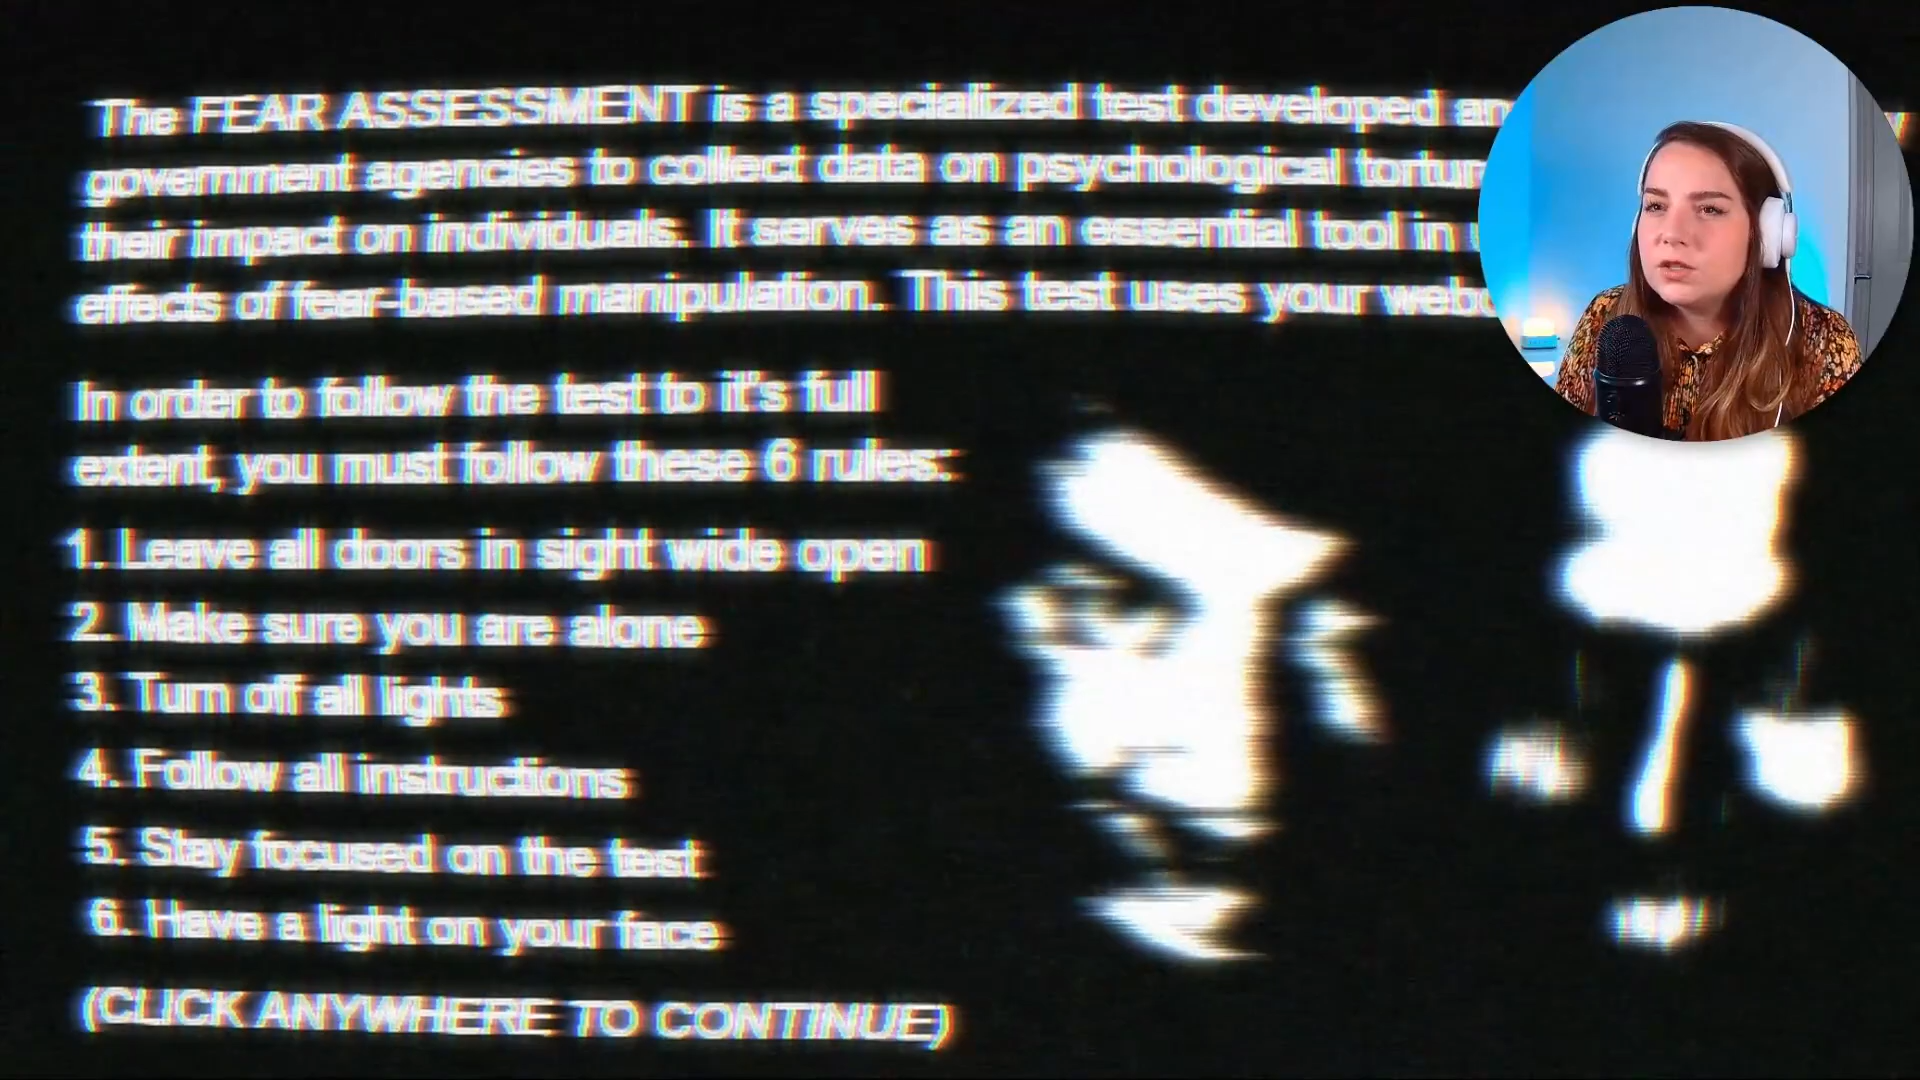 The FEAR ASSESSMENT is a specialized test developed
government agencies to collect data on psychological
their impact on individuals. It serves as an essential tool in
effects of fear-based manipulation. This test uses your
In order to follow the test to it's full
extent, you must follow these 6 rules:
1. Leave all doors in sight wide open
2. Make sure you are alone
3. Turn off all lights
4. Follow all instructions
5. Stay focused on the test
6. Have a light on your face
(CLICK ANYWHERE TO CONTINUE)